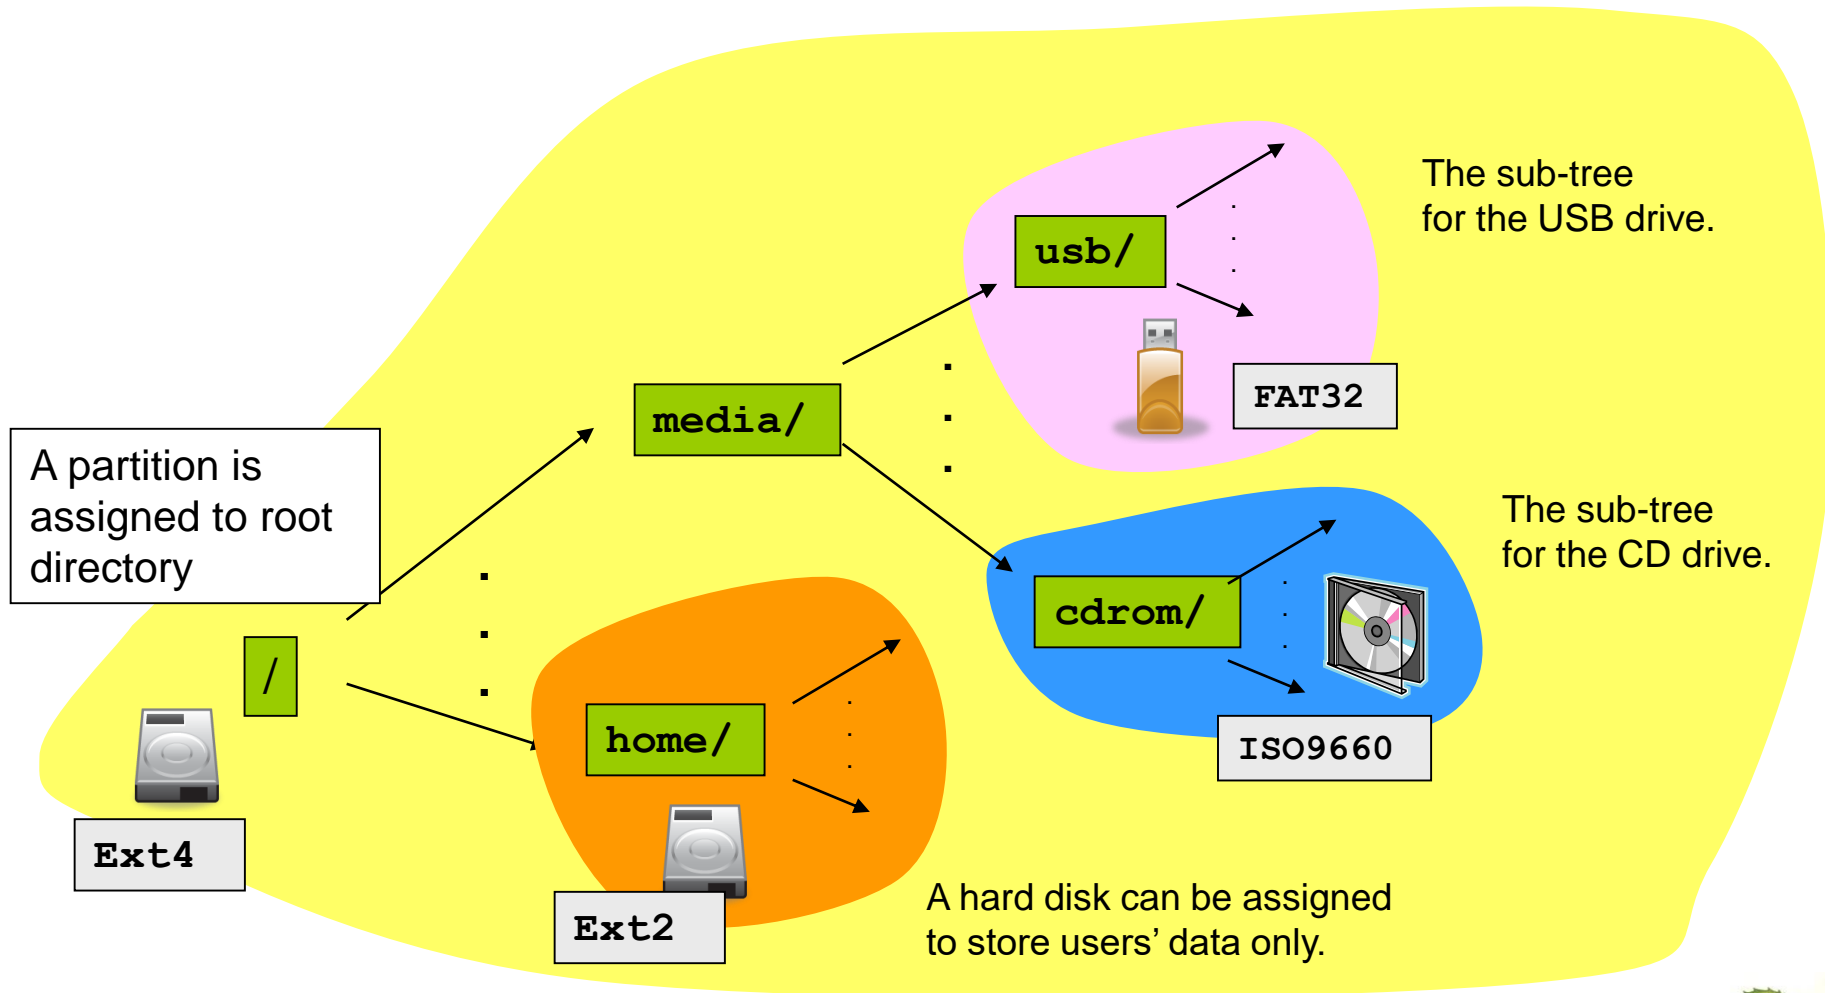 The sub-tree
for the USB drive.
usb/
FAT32
media/
A partition is
assigned to root
directory
The sub-tree
for the CD drive.
cdrom/
ISO9660
/
home/
Ext4
Ext2
A hard disk can be assigned
to store users’ data only.